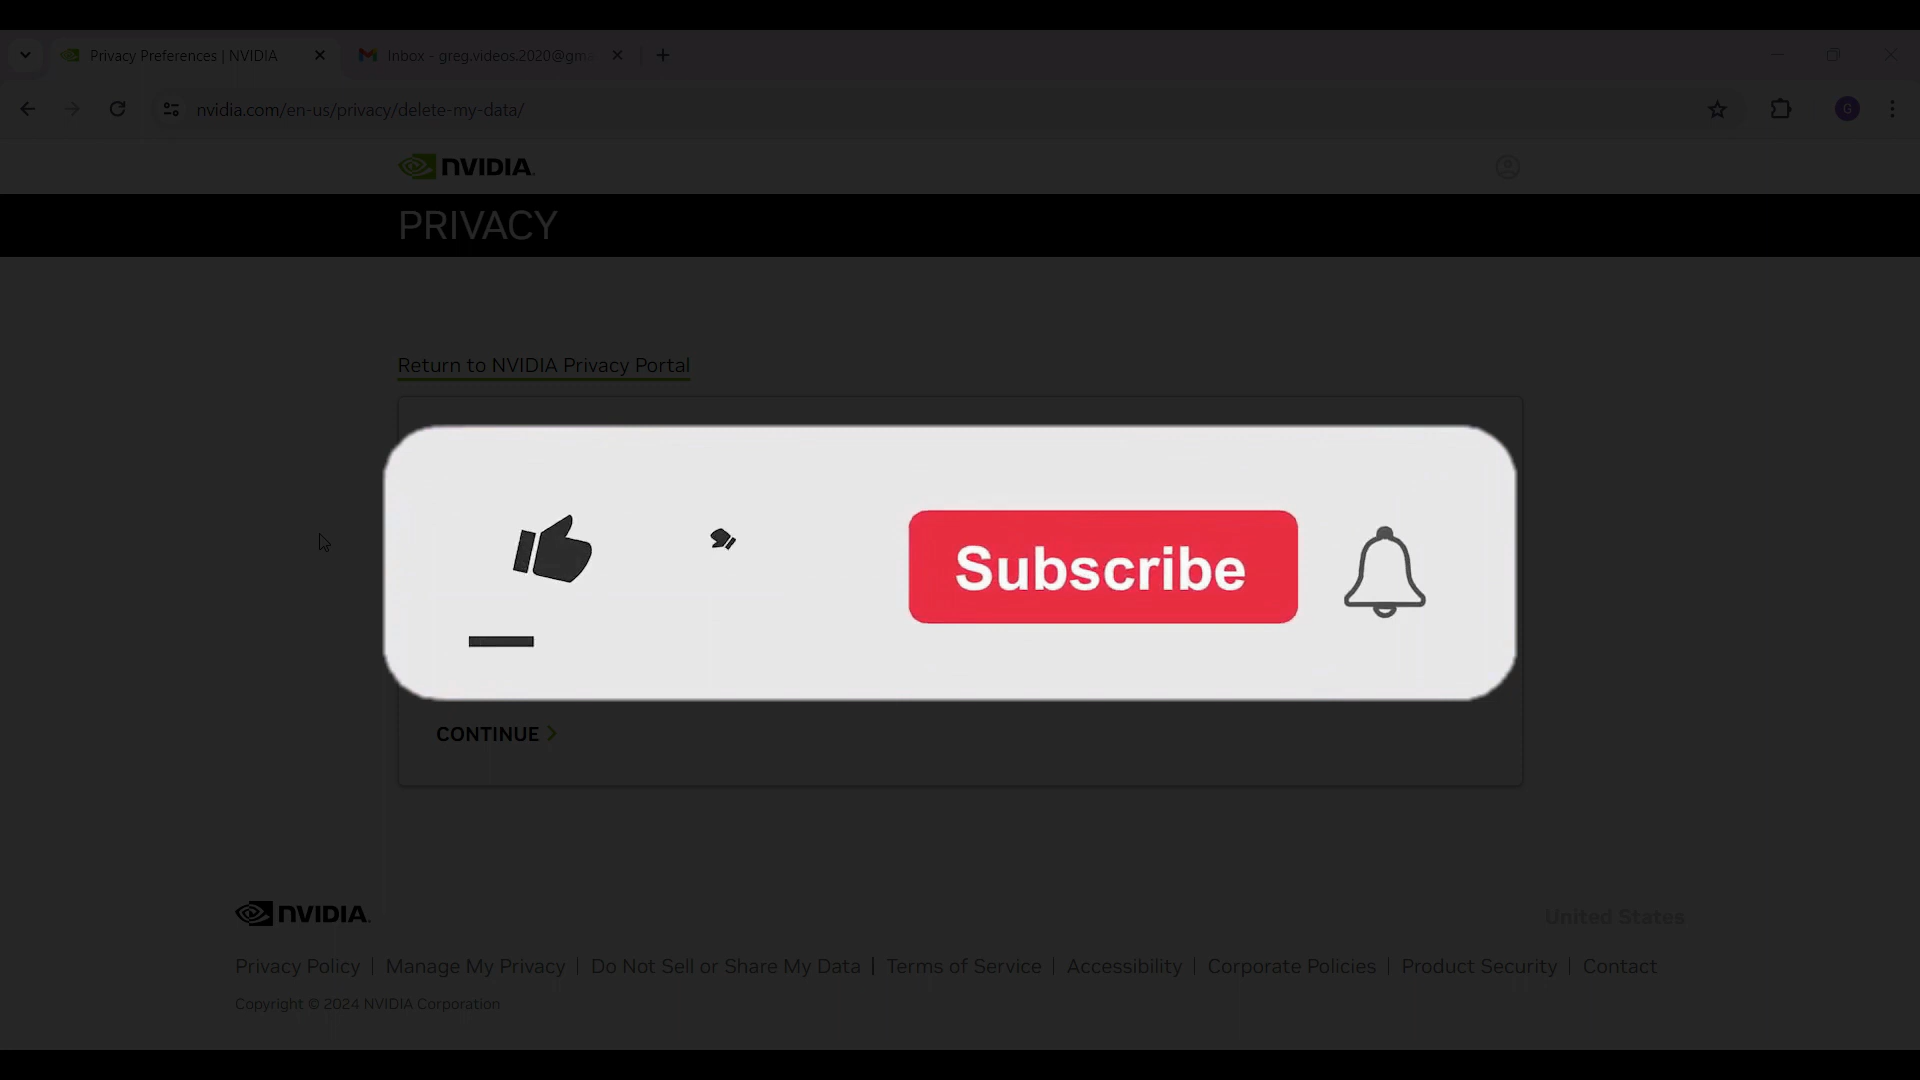 Privacy Preferences | NVIDIA
Inbox - greg.videos.2020@gma
nvidia.com/en-us/privacy/delete-my-data/
G
NVIDIA.
PRIVACY
Return to NVIDIA Privacy Portal
Subscribe
CONTINUE
NVIDIA.
United States
Privacy Policy | Manage My Privacy | Do Not Sell or Share My Data | Terms of Service | Accessibility | Corporate Policies | Product Security | Contact
Copyright © 2024 NVIDIA Corporation